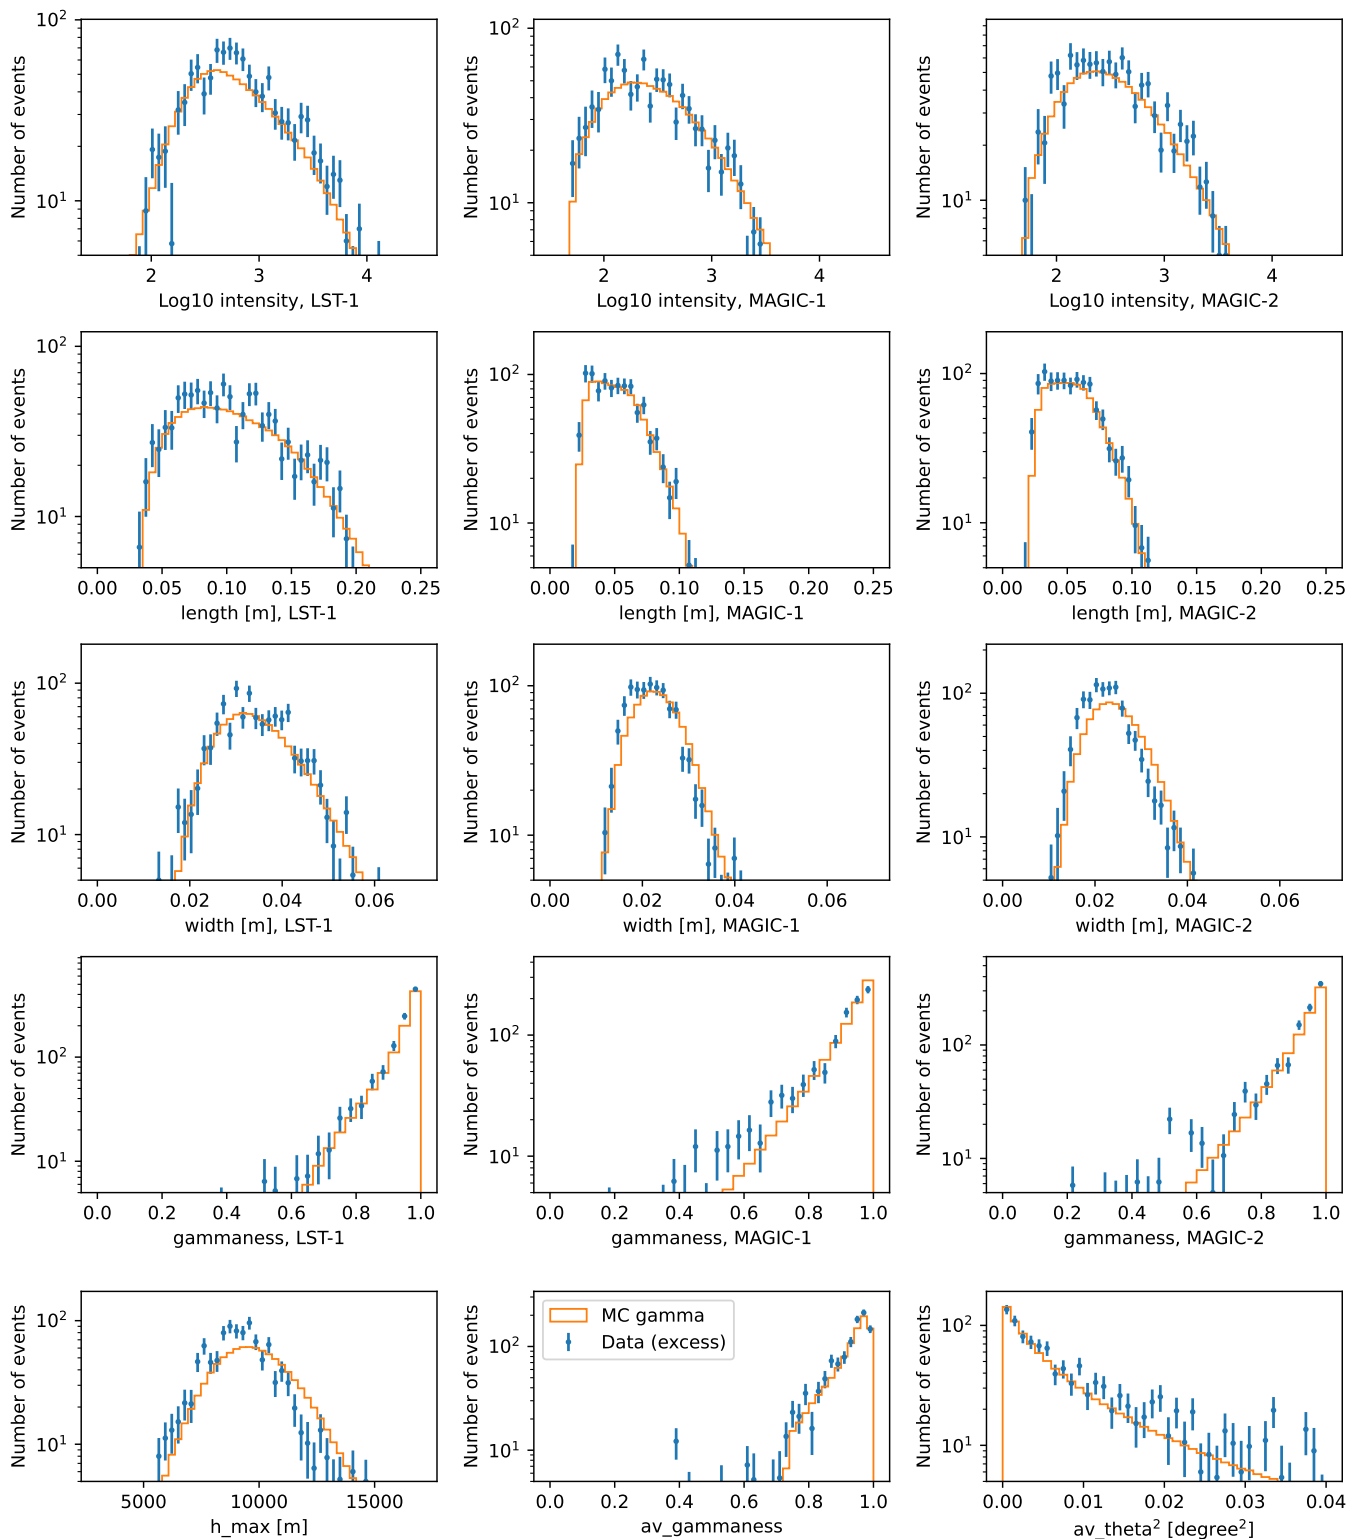 Number of events
10²
10¹
2 3 4
Log10 intensity, LST-1
Number of events
10²
10¹
2 3 4
Log10 intensity, MAGIC-1
Number of events
10²
10¹
2 3 4
Log10 intensity, MAGIC-2
Number of events
10²
10¹
0.00 0.05 0.10 0.15 0.20 0.25
length [m], LST-1
Number of events
10²
10¹
0.00 0.05 0.10 0.15 0.20 0.25
length [m], MAGIC-1
Number of events
10²
10¹
0.00 0.05 0.10 0.15 0.20 0.25
length [m], MAGIC-2
Number of events
10²
10¹
0.00 0.02 0.04 0.06
width [m], LST-1
Number of events
10²
10¹
0.00 0.02 0.04 0.06
width [m], MAGIC-1
Number of events
10²
10¹
0.00 0.02 0.04 0.06
width [m], MAGIC-2
Number of events
10²
10¹
0.0 0.2 0.4 0.6 0.8 1.0
gammaness, LST-1
Number of events
10²
10¹
0.0 0.2 0.4 0.6 0.8 1.0
gammaness, MAGIC-1
Number of events
10²
10¹
0.0 0.2 0.4 0.6 0.8 1.0
gammaness, MAGIC-2
Number of events
10²
10¹
5000 10000 15000
h_max [m]
Number of events
10²
10¹
MC gamma
Data (excess)
0.0 0.2 0.4 0.6 0.8 1.0
av_gammaness
Number of events
10²
10¹
0.00 0.01 0.02 0.03 0.04
av_theta² [degree²]